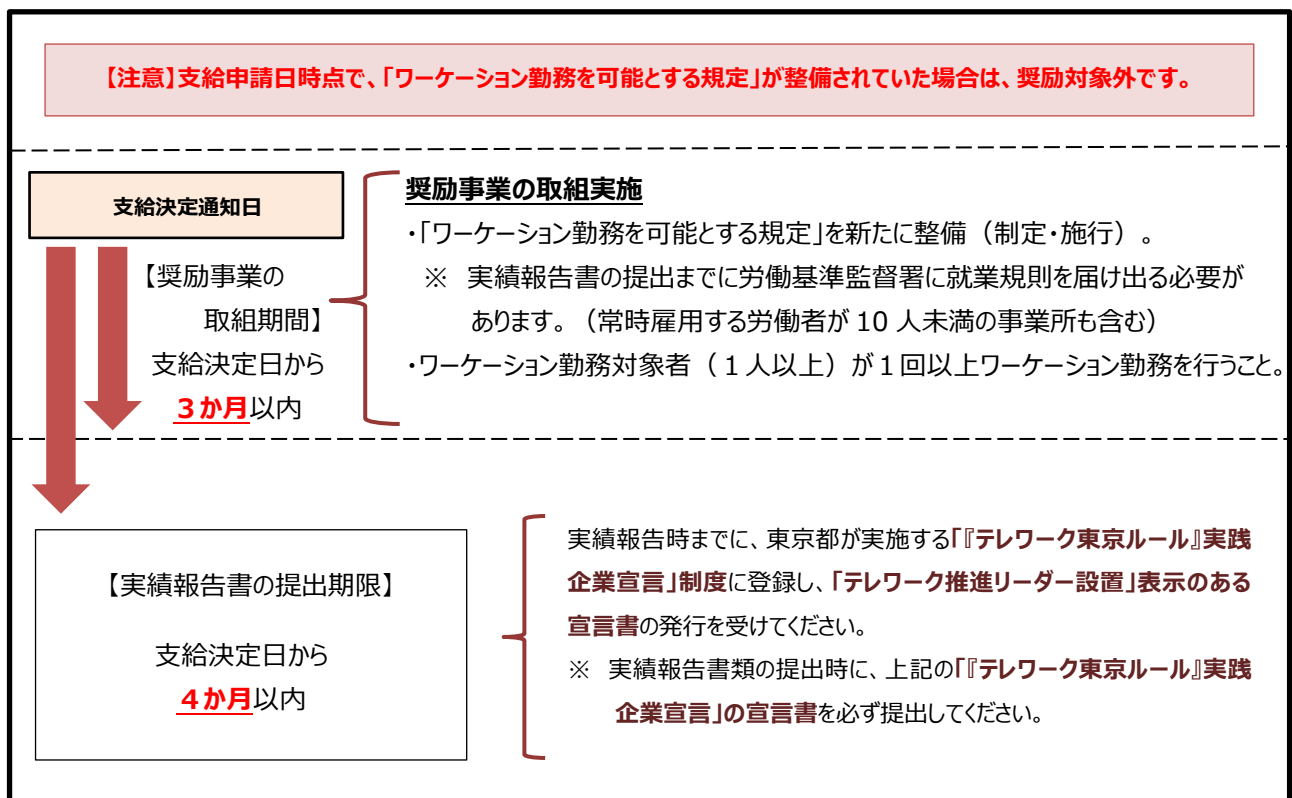 【注意】支給申請日時点で、「ワーケーション勤務を可能とする規定」が整備されていた場合は、奨励対象外です。
支給決定通知日
【奨励事業の
取組期間】
支給決定日から
３か月以内
奨励事業の取組実施
・「ワーケーション勤務を可能とする規定」を新たに整備（制定・施行）。
※　実績報告書の提出までに労働基準監督署に就業規則を届け出る必要が
あります。（常時雇用する労働者が 10 人未満の事業所も含む）
・ワーケーション勤務対象者（１人以上）が１回以上ワーケーション勤務を行うこと。
【実績報告書の提出期限】
支給決定日から
４か月以内
実績報告時までに、東京都が実施する「『テレワーク東京ルール』実践
企業宣言」制度に登録し、「テレワーク推進リーダー設置」表示のある
宣言書の発行を受けてください。
※　実績報告書類の提出時に、上記の「『テレワーク東京ルール』実践
企業宣言」の宣言書を必ず提出してください。